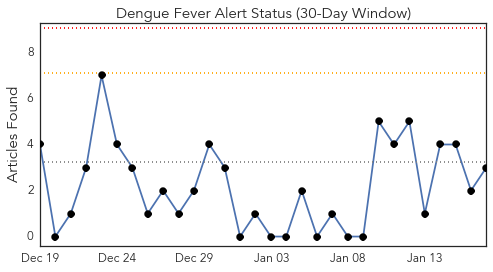 Dengue Fever Alert Status (30-Day Window)
Articles Found
8
6
4
2
0
Dec 19 Dec 24 Dec 29 Jan 03 Jan 08 Jan 13